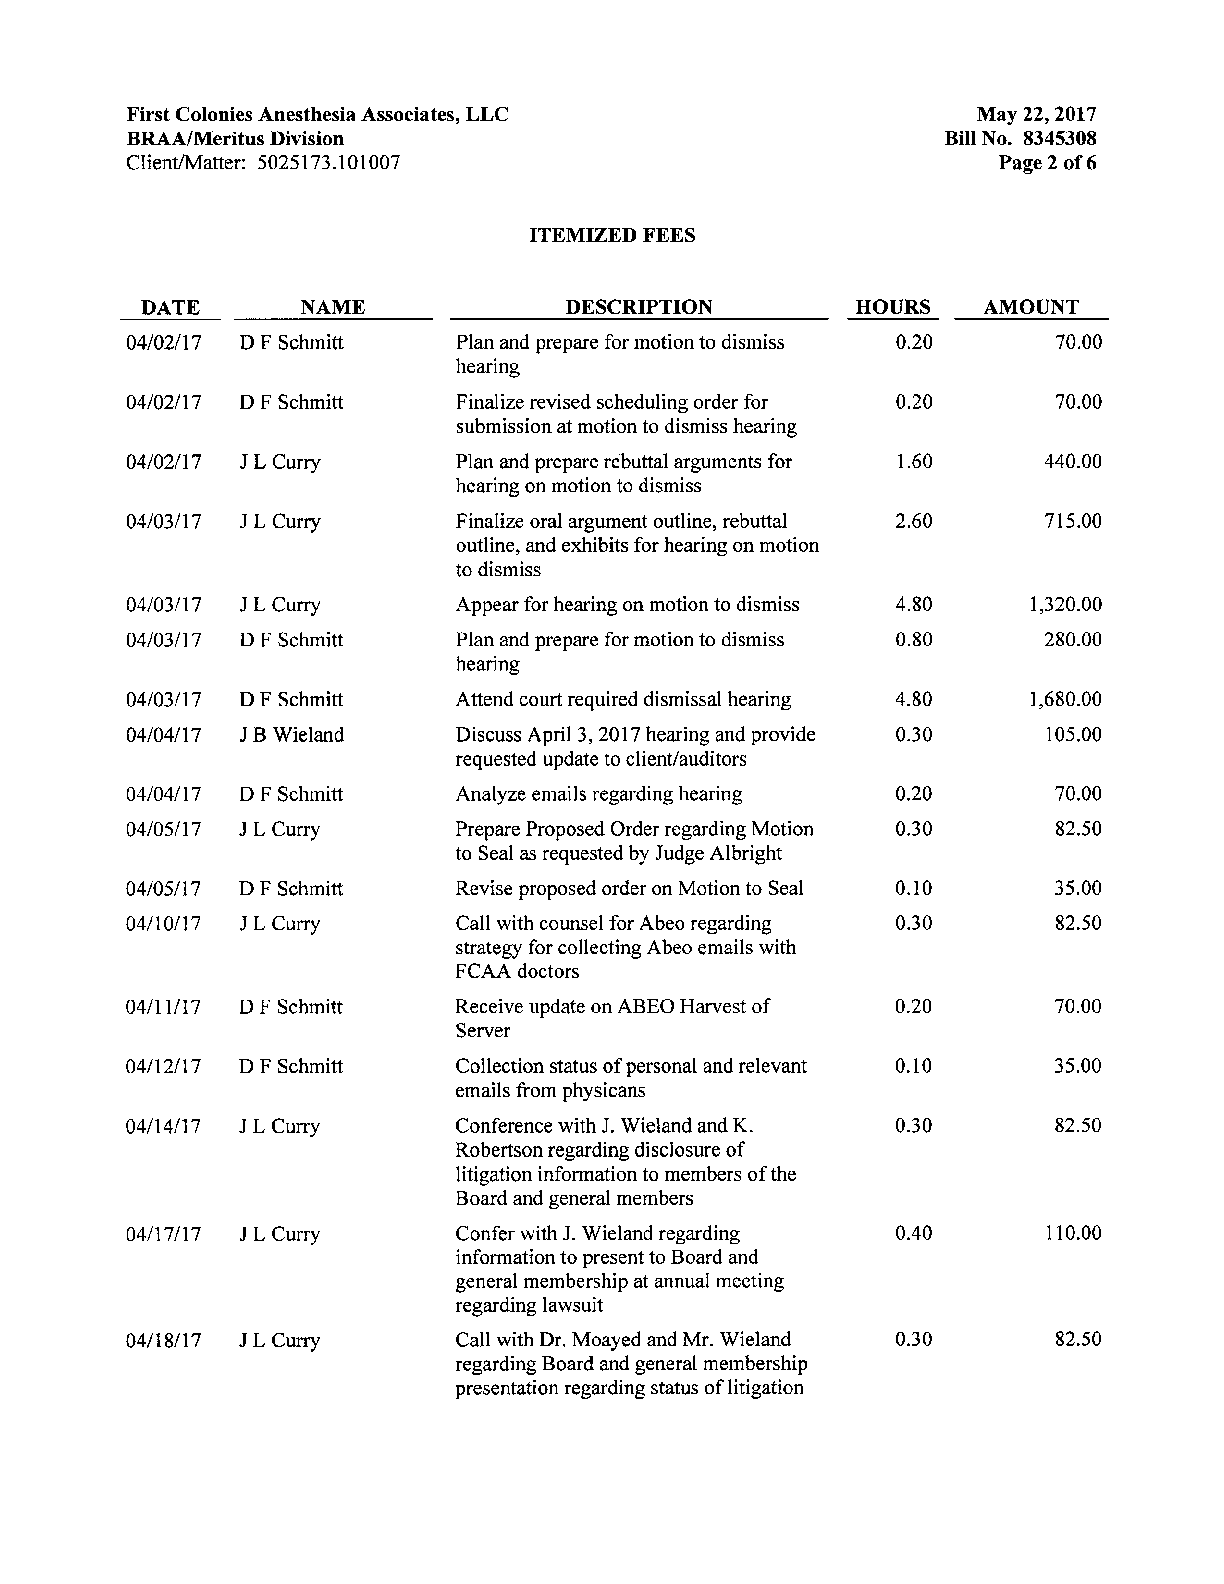 First Colonies Anesthesia Associates, LLC May 22, 2017
BRAA/Meritus Division Bill No. 8345308
Client/Matter: 5025173.101007 Page 2 of 6
ITEMIZED FEES
DATE NAME DESCRIPTION HOURS AMOUNT
04/02/17 D F Schmitt Plan and prepare for motion to dismiss 0.20 70.00
hearing
04/02/17 D F Schmitt Finalize revised scheduling order for 0.20 70.00
submission at motion to dismiss hearing
04/02/17 J L Curry Plan and prepare rebuttal arguments for 1.60 440.00
hearing on motion to dismiss
04/03/17 J L Curry Finalize oral argument outline, rebuttal 2.60 715.00
outline, and exhibits for hearing on motion
to dismiss
04/03/17 J L Curry Appear for hearing on motion to dismiss 4.80 1,320.00
04/03/17 D F Schmitt Plan and prepare for motion to dismiss 0.80 280.00
hearing
04/03/17 D F Schmitt Attend court required dismissal hearing 4.80 1,680.00
04/04/17 J B Wieland Discuss April 3, 2017 hearing and provide 0.30 105.00
requested update to client/auditors
04/04/17 D F Schmitt Analyze emails regarding hearing 0.20 70.00
04/05/17 J L Curry Prepare Proposed Order regarding Motion 0.30 82.50
to Seal as requested by Judge Albright
04/05/17 D F Schmitt Revise proposed order on Motion to Seal 0.10 35.00
04/10/17 J L Curry Call with counsel for Abeo regarding 0.30 82.50
strategy for collecting Abeo emails with
FCAA doctors
04/11/17 D F Schmitt Receive update on ABEO Harvest of 0.20 70.00
Server
04/12/17 D F Schmitt Collection status of personal and relevant 0.10 35.00
emails from physicans
04/14/17 J L Curry Conference with J. Wieland and K. 0.30 82.50
Robertson regarding disclosure of
litigation information to members of the
Board and general members
04/17/17 J L Curry Confer with J. Wieland regarding 0.40 110.00
information to present to Board and
general membership at annual meeting
regarding lawsuit
04/18/17 J L Curry Call with Dr. Moayed and Mr. Wieland 0.30 82.50
regarding Board and general membership
presentation regarding status of litigation